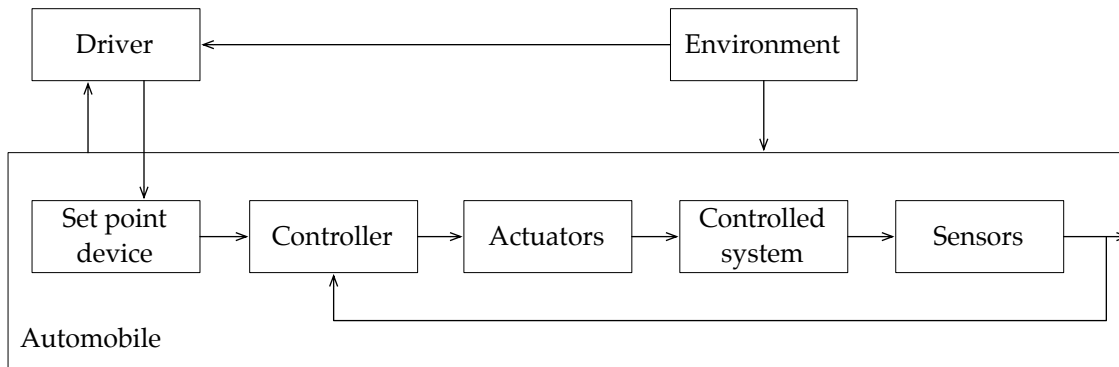 Driver
Environment
Set point
device
Controller
Actuators
Controlled
system
Sensors
Automobile